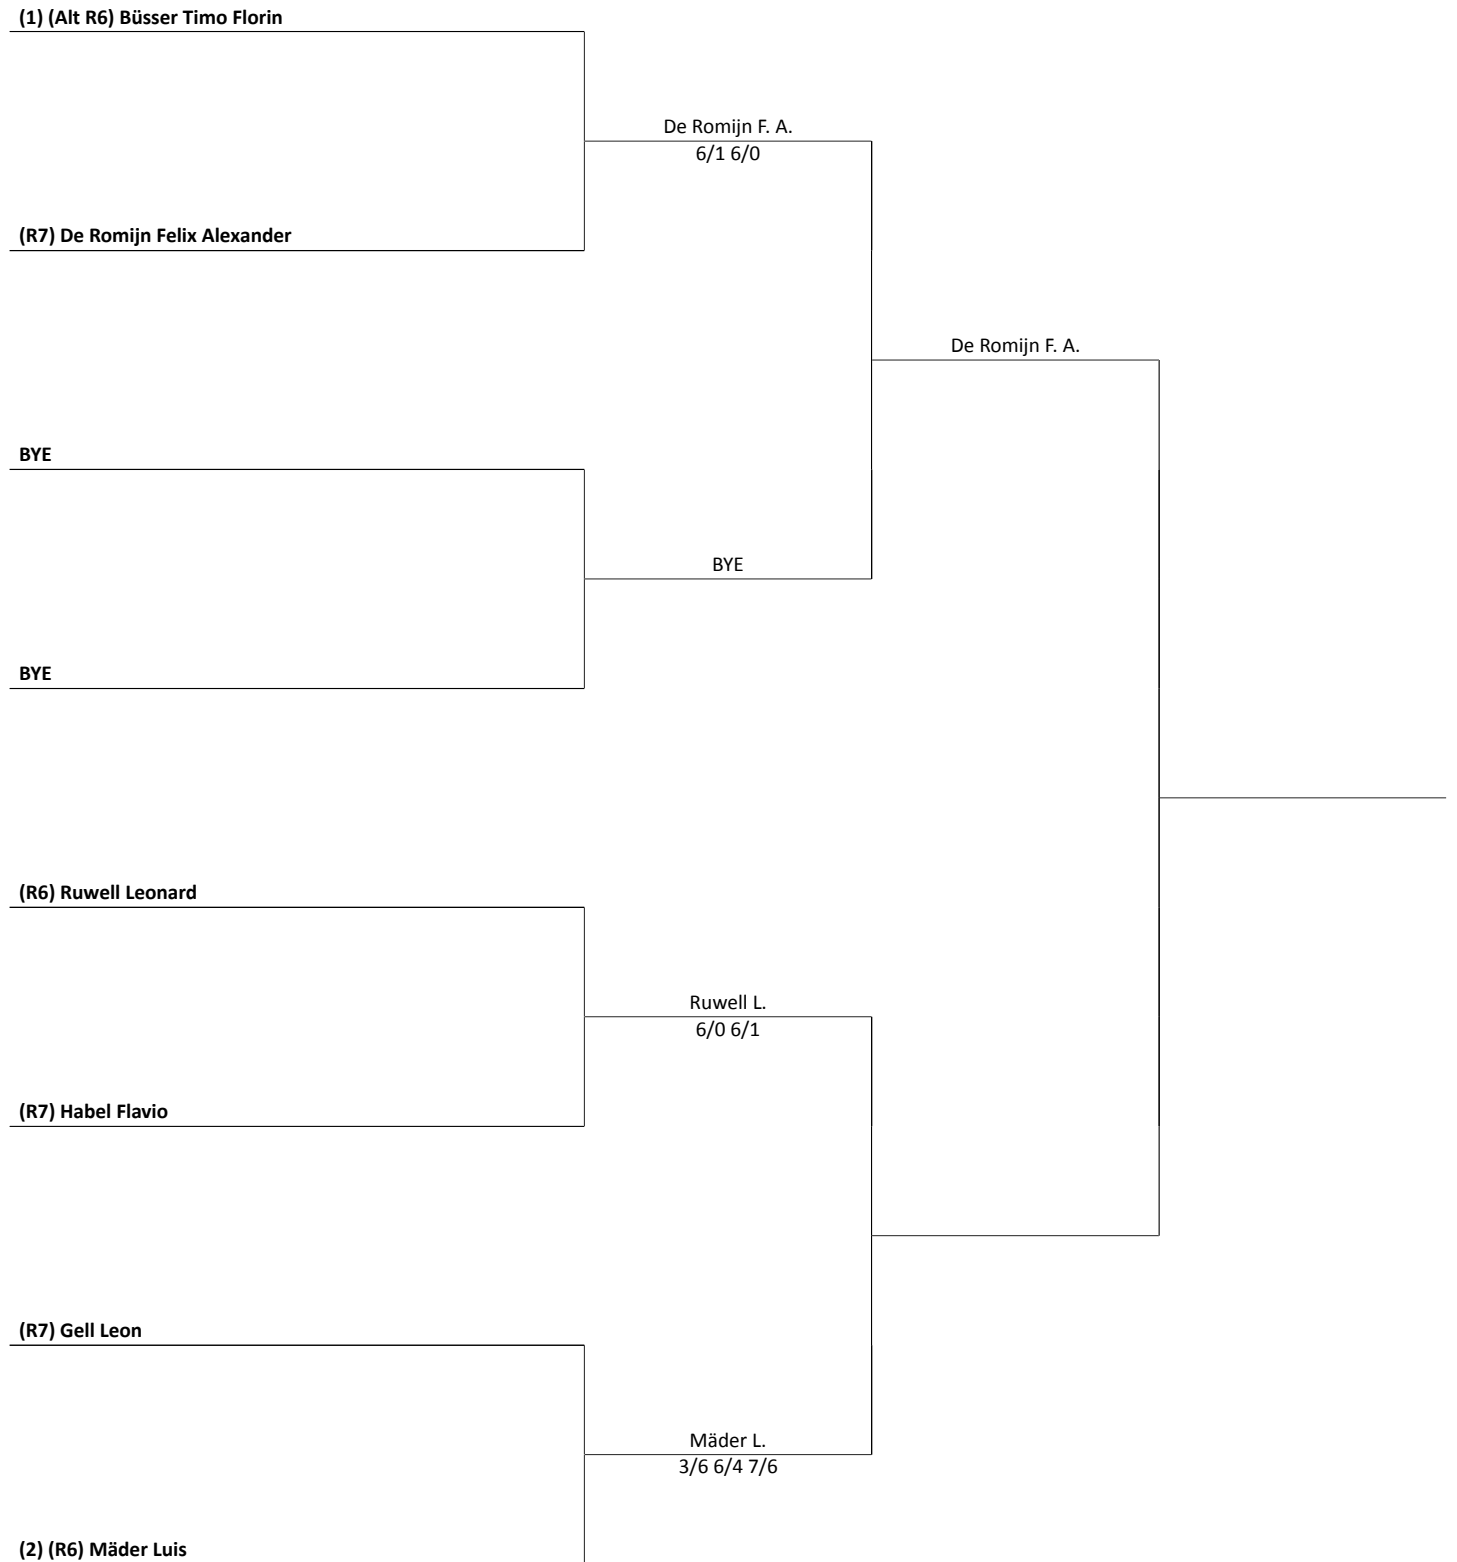 (1) (Alt R6) Büsser Timo Florin
De Romijn F. A.
6/1 6/0
(R7) De Romijn Felix Alexander
De Romijn F. A.
BYE
BYE
BYE
(R6) Ruwell Leonard
Ruwell L.
6/0 6/1
(R7) Habel Flavio
(R7) Gell Leon
Mäder L.
3/6 6/4 7/6
(2) (R6) Mäder Luis